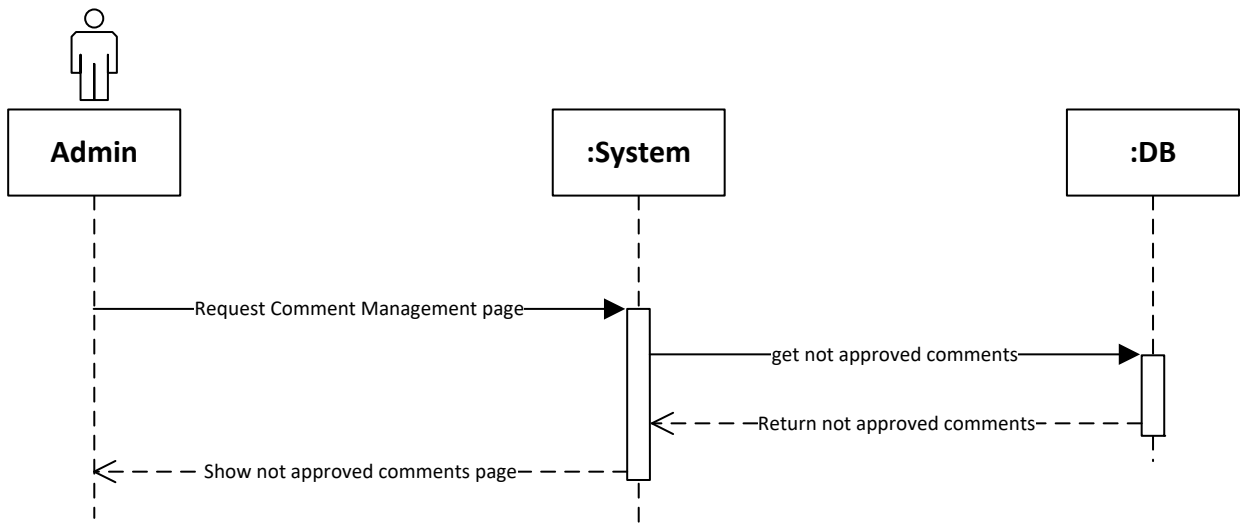 Admin
:System
:DB
Request Comment Management page
get not approved comments
Return not approved comments
Show not approved comments page